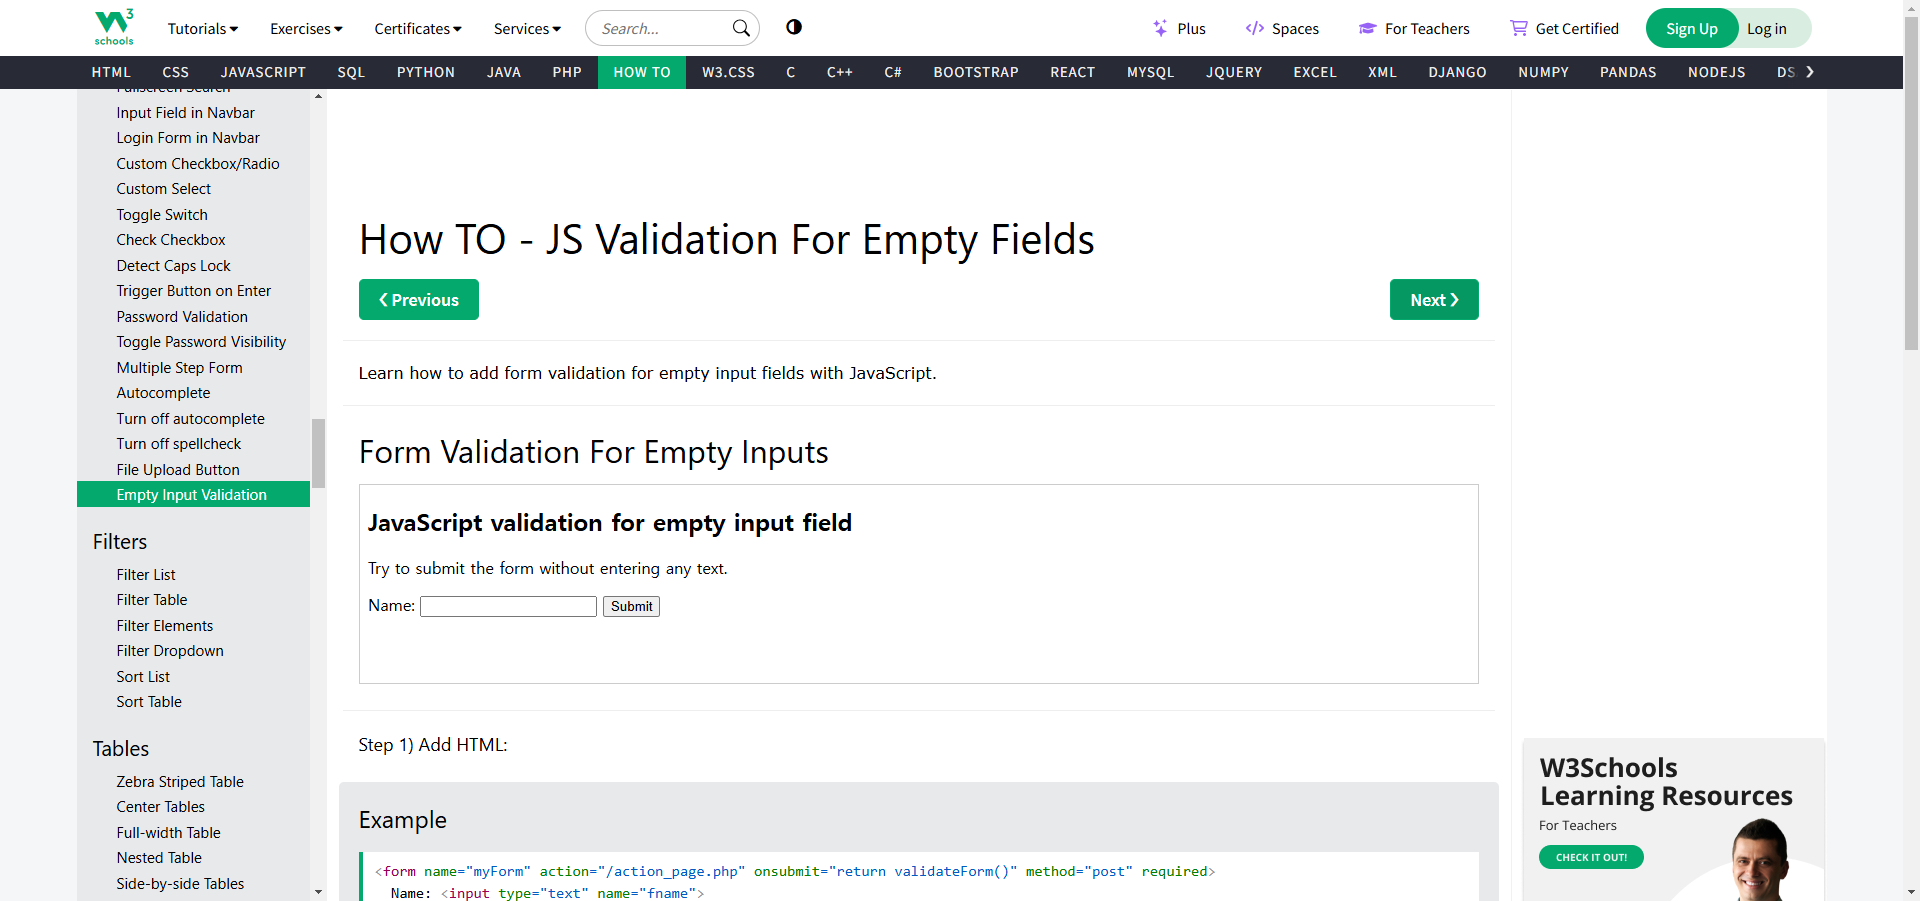 W3 schools
Tutorials Exercises Certificates Services Search... Plus Spaces For Teachers Get Certified Sign Up Log in
HTML CSS JAVASCRIPT SQL PYTHON JAVA PHP HOW TO W3.CSS C C++ C# BOOTSTRAP REACT MYSQL JQUERY EXCEL XML DJANGO NUMPY PANDAS NODEJS DS
Fullscreen Search
Input Field in Navbar
Login Form in Navbar
Custom Checkbox/Radio
Custom Select
Toggle Switch
Check Checkbox
Detect Caps Lock
Trigger Button on Enter
Password Validation
Toggle Password Visibility
Multiple Step Form
Autocomplete
Turn off autocomplete
Turn off spellcheck
File Upload Button
Empty Input Validation
Filters
Filter List
Filter Table
Filter Elements
Filter Dropdown
Sort List
Sort Table
Tables
Zebra Striped Table
Center Tables
Full-width Table
Nested Table
Side-by-side Tables
How TO - JS Validation For Empty Fields
❮ Previous
Next ❯
Learn how to add form validation for empty input fields with JavaScript.
Form Validation For Empty Inputs
JavaScript validation for empty input field
Try to submit the form without entering any text.
Name: Submit
Step 1) Add HTML:
Example
<form name="myForm" action="/action_page.php" onsubmit="return validateForm()" method="post" required>
Name: <input type="text" name="fname">
W3Schools
Learning Resources
For Teachers
CHECK IT OUT!